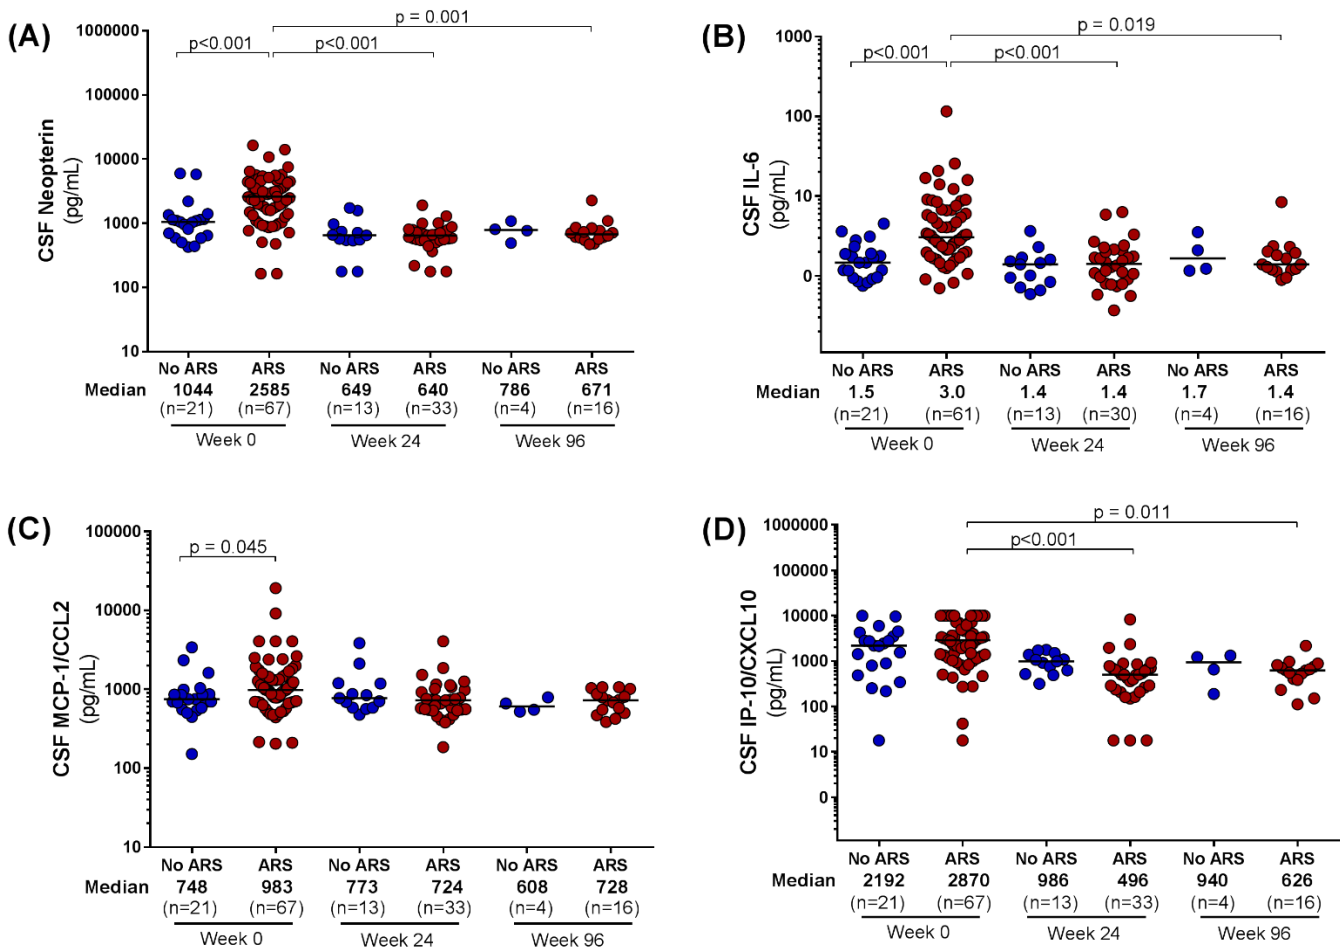 (A)
p = 0.001
p<0.001
p<0.001
CSF Neopterin
(pg/mL)
1000000
100000
10000
1000
100
10
No ARS ARS No ARS ARS No ARS ARS
Median 1044 2585 649 640 786 671
(n=21) (n=67) (n=13) (n=33) (n=4) (n=16)
Week 0 Week 24 Week 96
(B)
p = 0.019
p<0.001
p<0.001
CSF IL-6
(pg/mL)
1000
100
10
0
No ARS ARS No ARS ARS No ARS ARS
Median 1.5 3.0 1.4 1.4 1.7 1.4
(n=21) (n=61) (n=13) (n=30) (n=4) (n=16)
Week 0 Week 24 Week 96
(C)
p = 0.045
CSF MCP-1/CCL2
(pg/mL)
100000
10000
1000
100
10
No ARS ARS No ARS ARS No ARS ARS
Median 748 983 773 724 608 728
(n=21) (n=67) (n=13) (n=33) (n=4) (n=16)
Week 0 Week 24 Week 96
(D)
p = 0.011
p<0.001
CSF IP-10/CXCL10
(pg/mL)
1000000
100000
10000
1000
100
10
0
No ARS ARS No ARS ARS No ARS ARS
Median 2192 2870 986 496 940 626
(n=21) (n=67) (n=13) (n=33) (n=4) (n=16)
Week 0 Week 24 Week 96